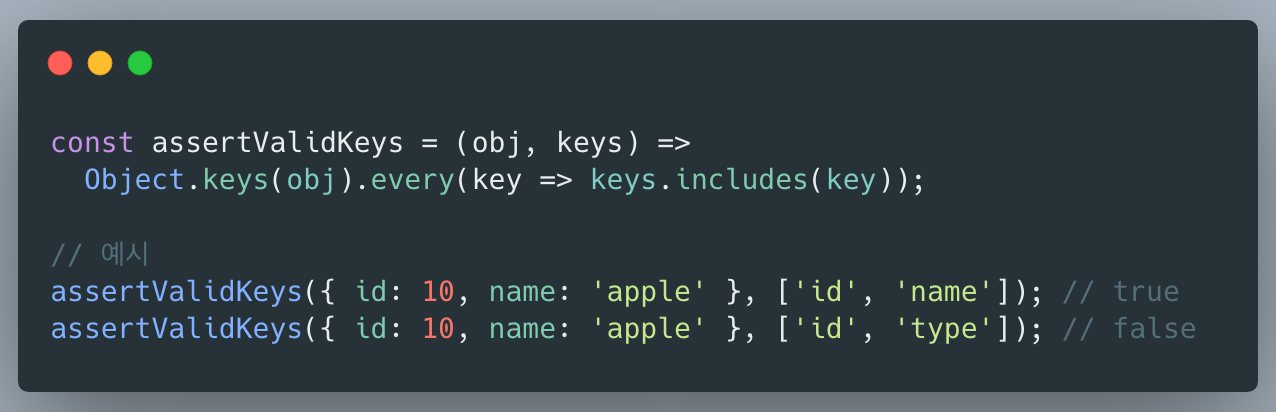 const assertValidKeys = (obj, keys) =>
  Object.keys(obj).every(key => keys.includes(key));

// 예시
assertValidKeys({ id: 10, name: 'apple' }, ['id', 'name']); // true
assertValidKeys({ id: 10, name: 'apple' }, ['id', 'type']); // false